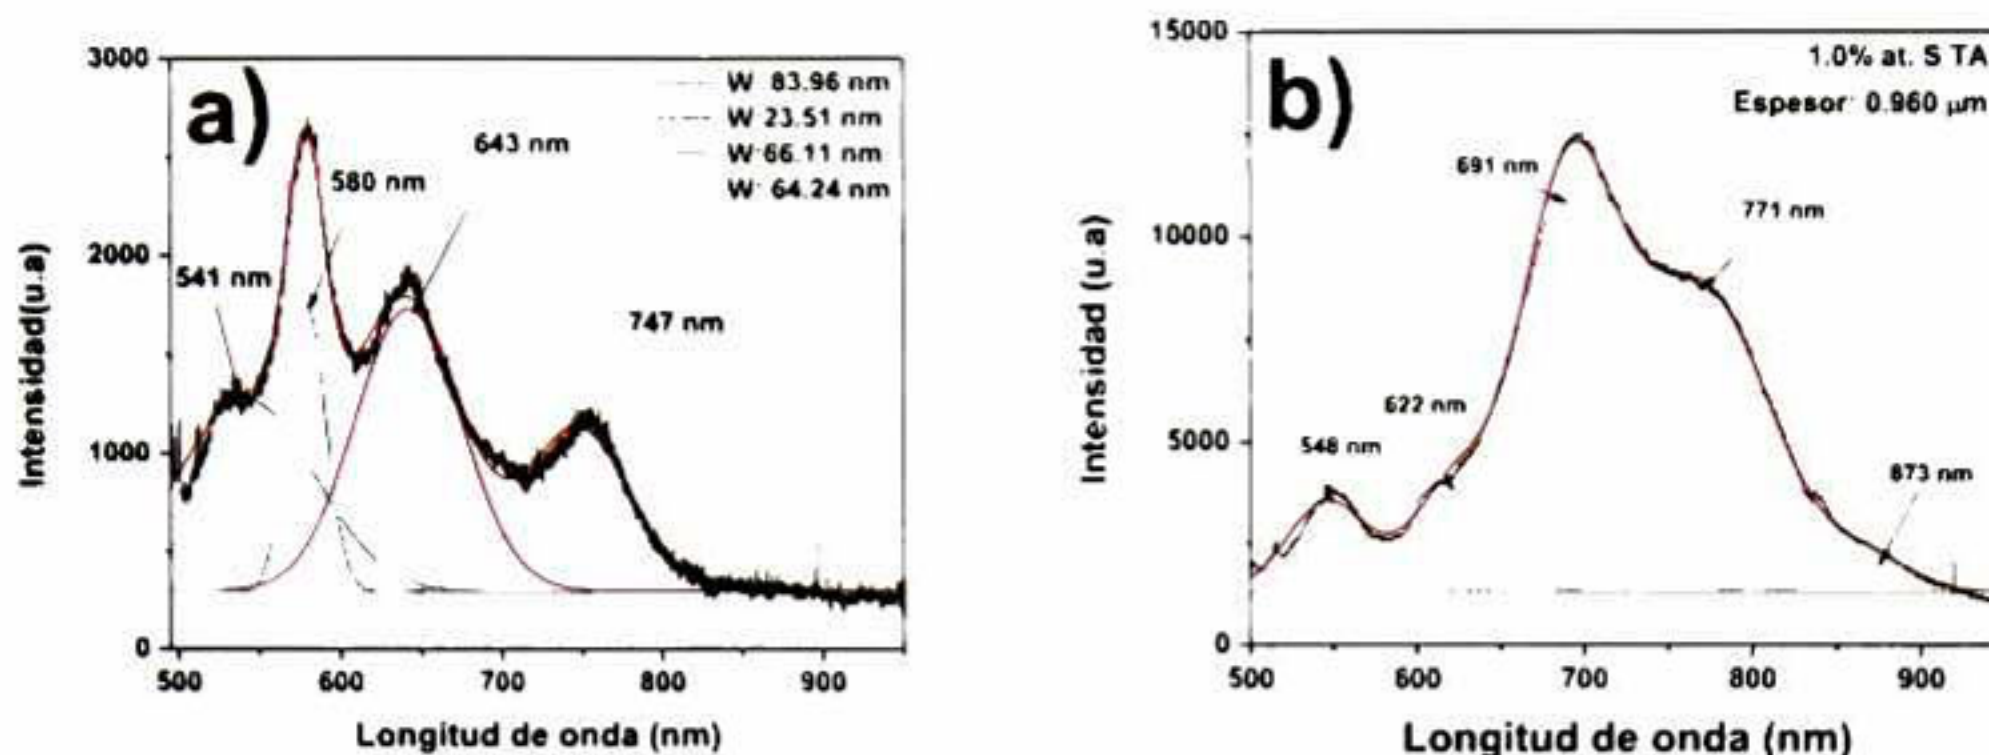 a)
3000
2000
1000
0
W 83.96 nm
W 23.51 nm
W 66.11 nm
W 64.24 nm
541 nm
580 nm
643 nm
747 nm
500 600 700 800 900
Intensidad(u.a)
Longitud de onda (nm)
b)
15000
10000
5000
0
1.0% at. S TA
Espesor 0.960 μm
548 nm
622 nm
691 nm
771 nm
873 nm
500 600 700 800 900
Intensidad (u.a)
Longitud de onda (nm)